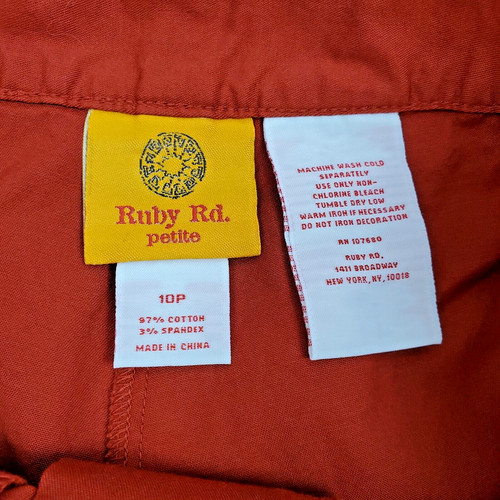 Ruby Rd.
petite
10P
97% COTTON
3% SPANDEX
MADE IN CHINA
MACHINE WASH COLD
SEPARATELY
USE ONLY NON-
CHLORINE BLEACH
TUMBLE DRY LOW
WARM IRON IF NECESSARY
DO NOT IRON DECORATION
RN 107680
RUBY RD.
1411 BROADWAY
NEW YORK, NY, 10018